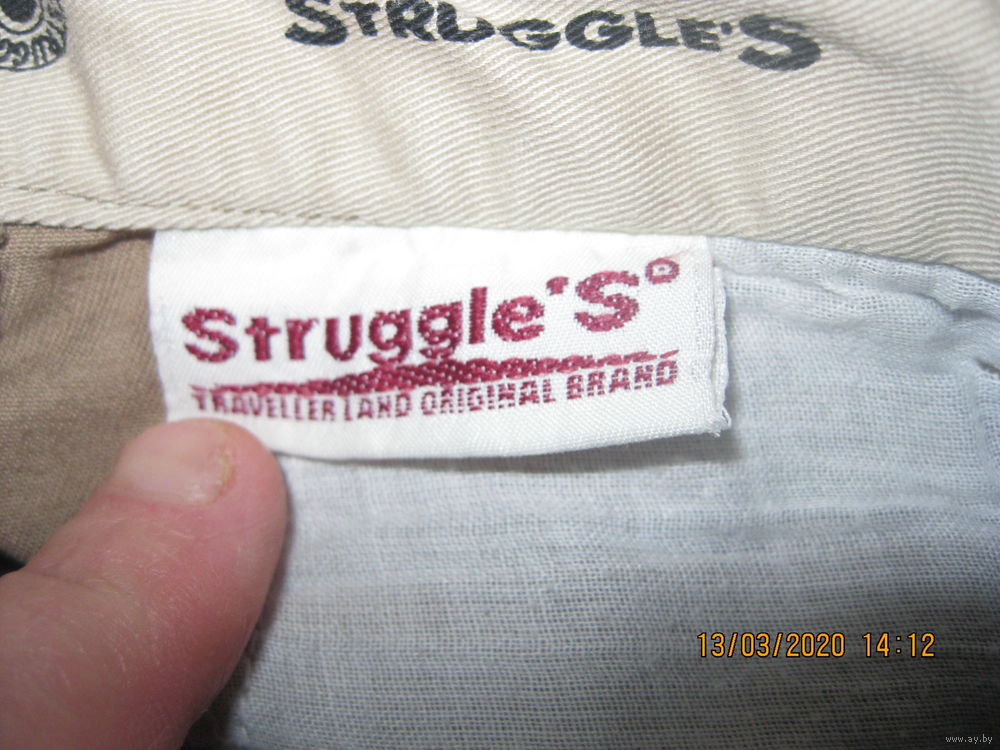 STRUGGLE'S
Struggle'S®
TRAVELLER LAND ORIGINAL BRAND
13/03/2020 14:12
www.ay.by